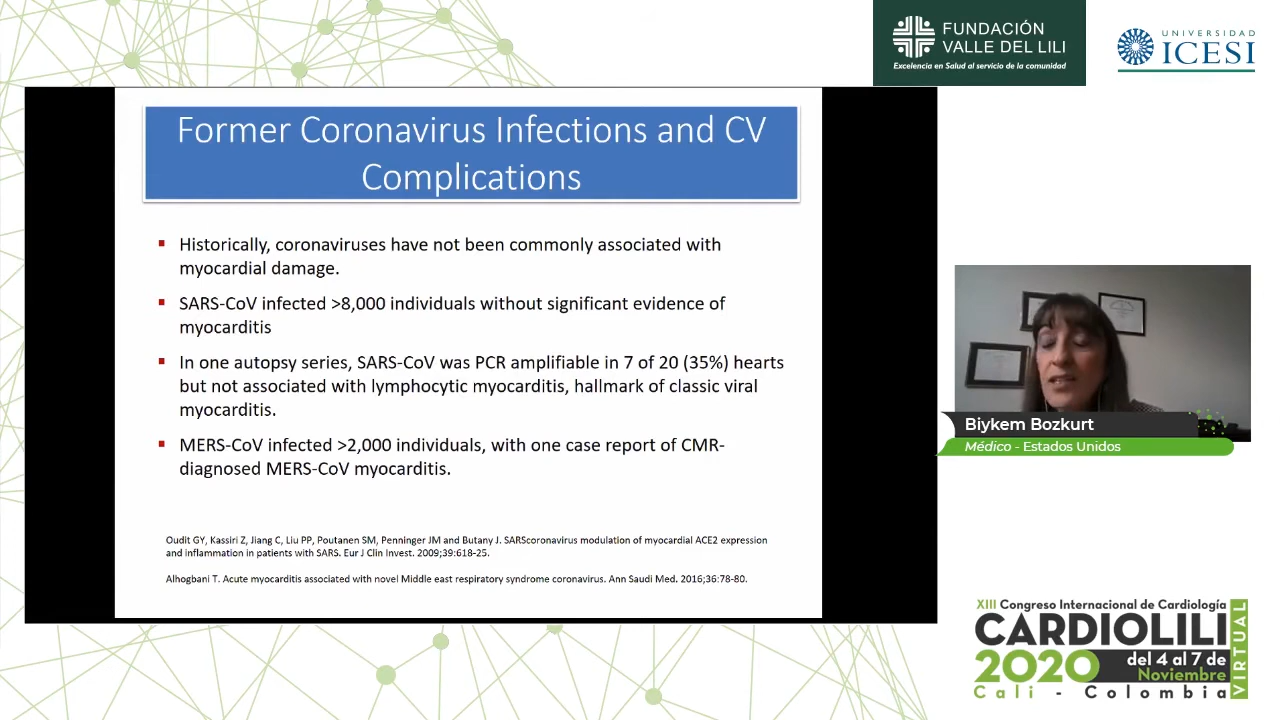 FUNDACIÓN
VALLE DEL LILI
Excelencia en Salud al servicio de la comunidad
UNIVERSIDAD
ICESI
Former Coronavirus Infections and CV
Complications
Historically, coronaviruses have not been commonly associated with
myocardial damage.
SARS-CoV infected >8,000 individuals without significant evidence of
myocarditis
In one autopsy series, SARS-CoV was PCR amplifiable in 7 of 20 (35%) hearts
but not associated with lymphocytic myocarditis, hallmark of classic viral
myocarditis.
MERS-CoV infected >2,000 individuals, with one case report of CMR-
diagnosed MERS-CoV myocarditis.
Oudit GY, Kassiri Z, Jiang C, Liu PP, Poutanen SM, Penninger JM and Butany J. SARScoronavirus modulation of myocardial ACE2 expression
and inflammation in patients with SARS. Eur J Clin Invest. 2009;39:618-25.
Alhogbani T. Acute myocarditis associated with novel Middle east respiratory syndrome coronavirus. Ann Saudi Med. 2016;36:78-80.
Biykem Bozkurt
Médico - Estados Unidos
XIII Congreso Internacional de Cardiología
CARDIOLILI
2020 del 4 al 7 de
Noviembre
Cali - Colombia
VIRTUAL